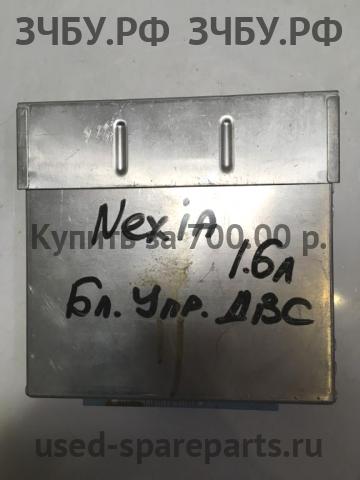 ЗЧБУ.РФ ЗЧБУ.РФ
Nexia
Купить за 700.00 р.
1.6л
Бл. Упр. ДВС
used-spareparts.ru